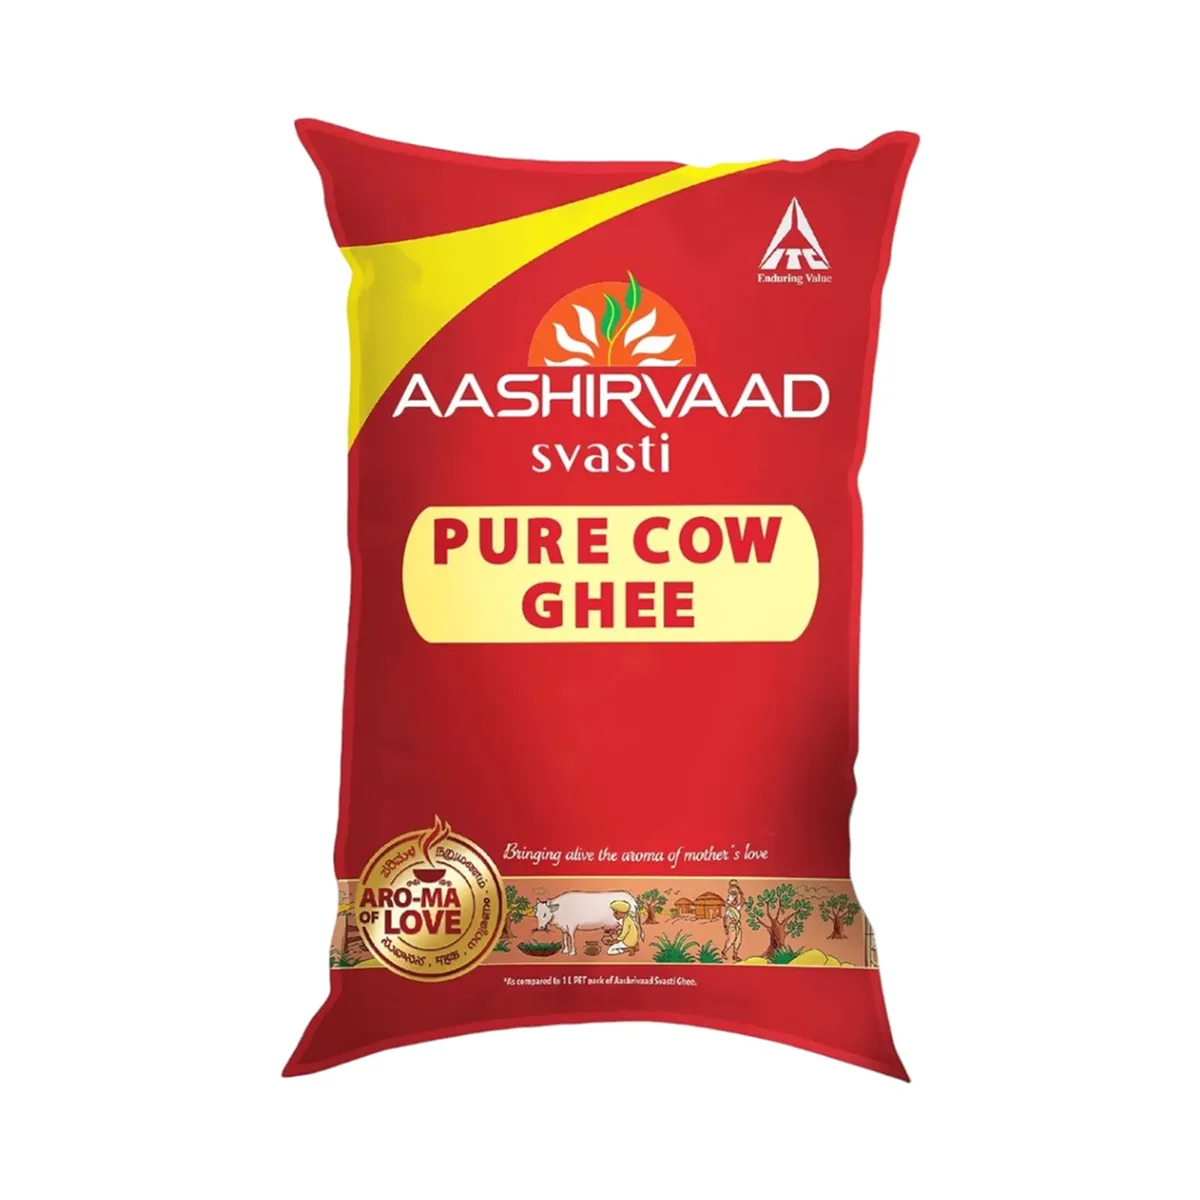 ITC
Enduring Value
AASHIRVAAD
svasti
PURE COW
GHEE
Bringing alive the aroma of mother's love
ARO-MA
OF LOVE
*As compared to 1 L PET pack of Aashrivaad Svasti Ghee.